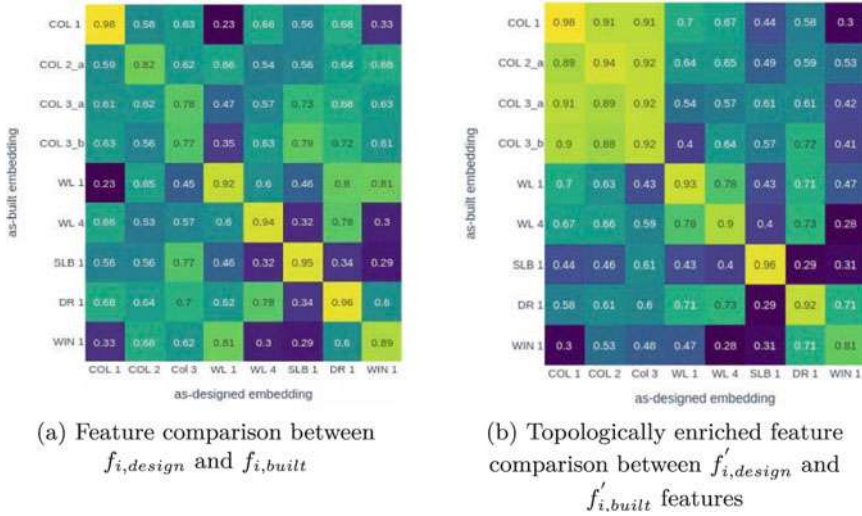 COL 1 0.98 0.58 0.63 0.23 0.66 0.56 0.68 0.33
COL 2_a 0.59 0.82 0.62 0.66 0.54 0.56 0.64 0.68
COL 3_a 0.61 0.62 0.78 0.47 0.57 0.73 0.68 0.63
COL 3_b 0.63 0.56 0.77 0.35 0.63 0.79 0.72 0.61
WL 1 0.23 0.65 0.45 0.92 0.6 0.46 0.8 0.81
WL 4 0.66 0.53 0.57 0.6 0.94 0.32 0.78 0.3
SLB 1 0.56 0.56 0.77 0.46 0.32 0.95 0.34 0.29
DR 1 0.68 0.64 0.7 0.62 0.78 0.34 0.96 0.6
WIN 1 0.33 0.68 0.62 0.81 0.3 0.29 0.6 0.89
COL 1 COL 2 Col 3 WL 1 WL 4 SLB 1 DR 1 WIN 1
as-built embedding
as-designed embedding
(a) Feature comparison between
f_{i,design} and f_{i,built}
COL 1 0.98 0.91 0.91 0.7 0.67 0.44 0.58 0.3
COL 2_a 0.89 0.94 0.92 0.64 0.65 0.49 0.59 0.53
COL 3_a 0.91 0.89 0.92 0.54 0.57 0.61 0.61 0.42
COL 3_b 0.9 0.88 0.92 0.4 0.64 0.57 0.72 0.41
WL 1 0.7 0.63 0.43 0.93 0.78 0.43 0.71 0.47
WL 4 0.67 0.66 0.59 0.78 0.9 0.4 0.73 0.28
SLB 1 0.44 0.46 0.61 0.43 0.4 0.96 0.29 0.31
DR 1 0.58 0.61 0.6 0.71 0.73 0.29 0.92 0.71
WIN 1 0.3 0.53 0.48 0.47 0.28 0.31 0.71 0.81
COL 1 COL 2 Col 3 WL 1 WL 4 SLB 1 DR 1 WIN 1
as-built embedding
as-designed embedding
(b) Topologically enriched feature
comparison between f'_{i,design} and
f'_{i,built} features